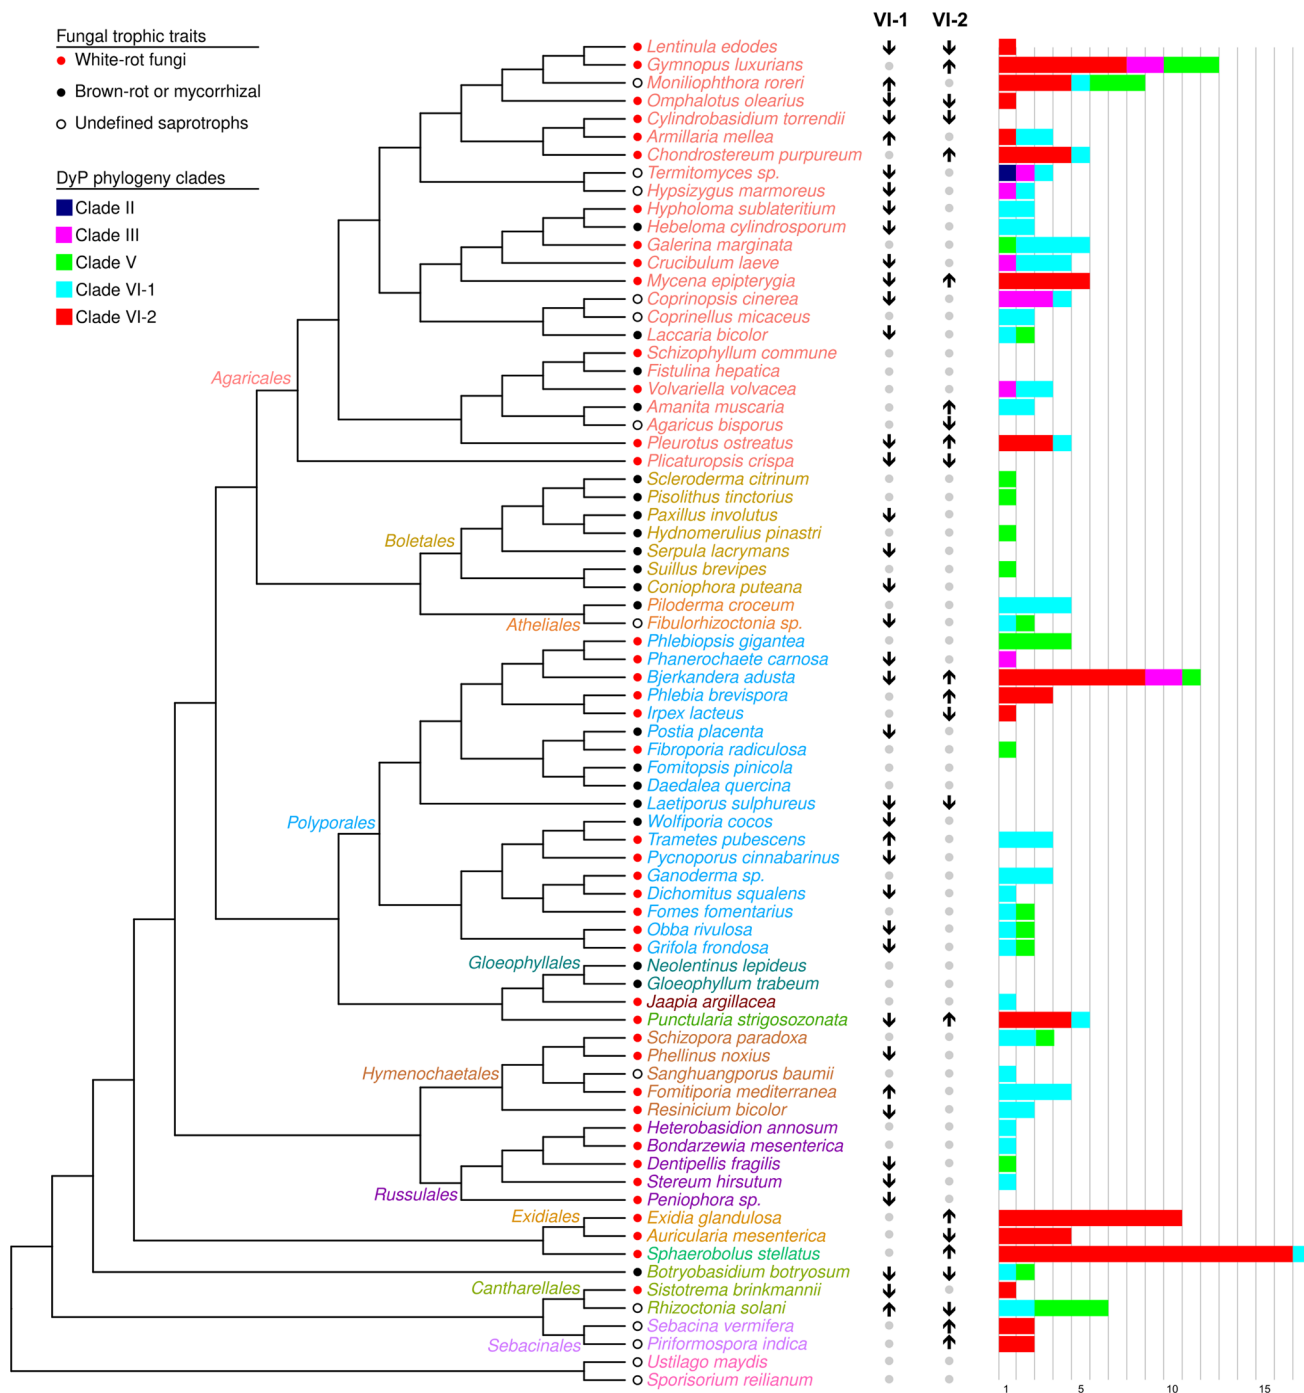 VI-1 VI-2
Fungal trophic traits
White-rot fungi
Brown-rot or mycorrhizal
Undefined saprotrophs
DyP phylogeny clades
Clade II
Clade III
Clade V
Clade VI-1
Clade VI-2
Lentinula edodes
Gymnopus luxurians
Moniliophthora roreri
Omphalotus olearius
Cylindrobasidium torrendii
Armillaria mellea
Chondrostereum purpureum
Termitomyces sp.
Hypsizygus marmoreus
Hypholoma sublateritium
Hebeloma cylindrosporum
Galerina marginata
Crucibulum laeve
Mycena epipterygia
Coprinopsis cinerea
Coprinellus micaceus
Laccaria bicolor
Schizophyllum commune
Fistulina hepatica
Agaricales
Volvariella volvacea
Amanita muscaria
Agaricus bisporus
Pleurotus ostreatus
Plicaturopsis crispa
Scleroderma citrinum
Pisolithus tinctorius
Paxillus involutus
Hydnomerulius pinastri
Boletales
Serpula lacrymans
Suillus brevipes
Coniophora puteana
Piloderma croceum
Atheliales
Fibulorhizoctonia sp.
Phlebiopsis gigantea
Phanerochaete carnosa
Bjerkandera adusta
Phlebia brevispora
Irpex lacteus
Postia placenta
Fibroporia radiculosa
Fomitopsis pinicola
Daedalea quercina
Laetiporus sulphureus
Polyporales
Wolfiporia cocos
Trametes pubescens
Pycnoporus cinnabarinus
Ganoderma sp.
Dichomitus squalens
Fomes fomentarius
Obba rivulosa
Grifola frondosa
Gloeophyllales
Neolentinus lepideus
Gloeophyllum trabeum
Jaapia argillacea
Punctularia strigosozonata
Schizopora paradoxa
Phellinus noxius
Hymenochaetales
Sanghuangporus baumii
Fomitiporia mediterranea
Resinicium bicolor
Heterobasidion annosum
Bondarzewia mesenterica
Dentipellis fragilis
Stereum hirsutum
Russulales
Peniophora sp.
Exidiales
Exidia glandulosa
Auricularia mesenterica
Sphaerobolus stellatus
Botryobasidium botryosum
Cantharellales
Sistotrema brinkmannii
Rhizoctonia solani
Sebacina vermifera
Sebacinales
Piriformospora indica
Ustilago maydis
Sporisorium reilianum
1 5 10 15